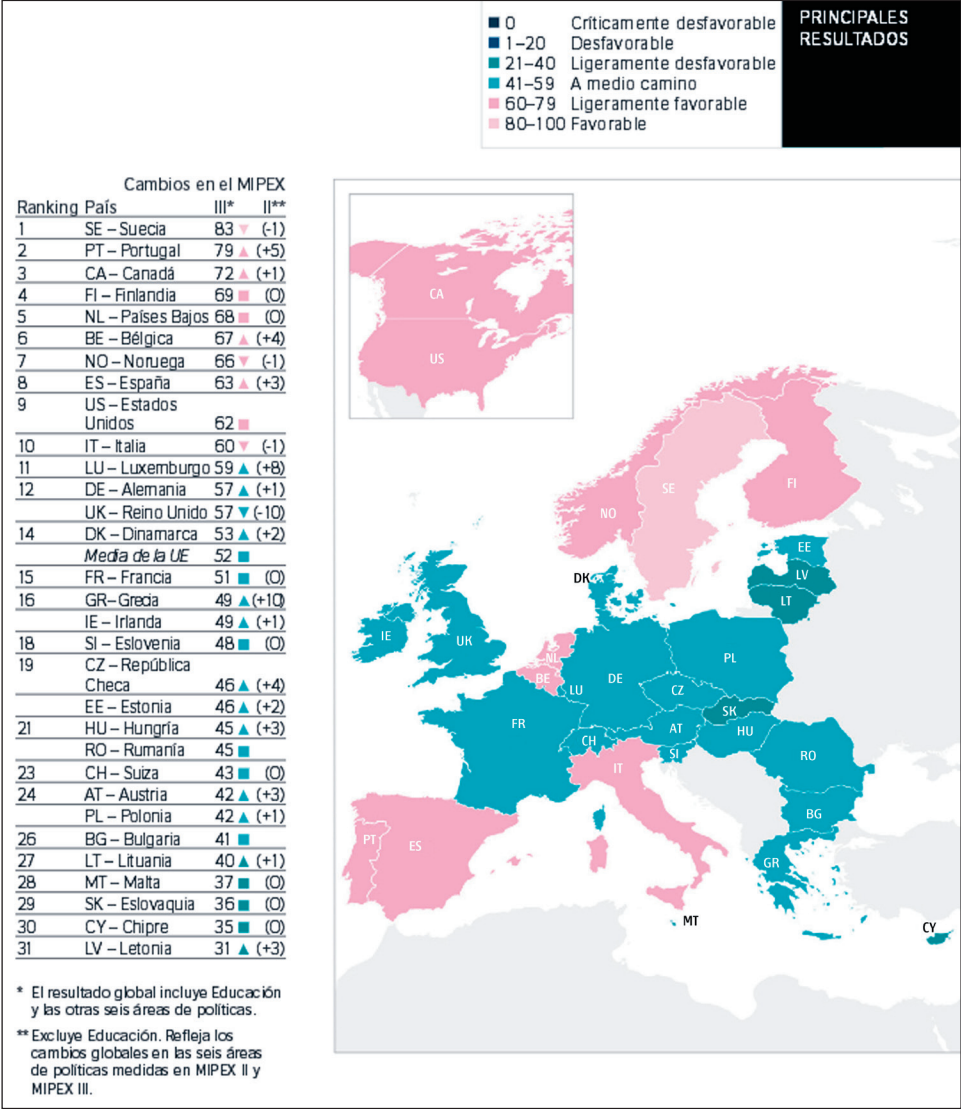 0 Críticamente desfavorable
1–20 Desfavorable
21–40 Ligeramente desfavorable
41–59 A medio camino
60–79 Ligeramente favorable
80–100 Favorable
PRINCIPALES
RESULTADOS
Cambios en el MIPEX
Ranking País III* II**
1 SE – Suecia 83 ▼ (-1)
2 PT – Portugal 79 ▲ (+5)
3 CA – Canadá 72 ▲ (+1)
4 FI – Finlandia 69 ■ (0)
5 NL – Países Bajos 68 ■ (0)
6 BE – Bélgica 67 ▲ (+4)
7 NO – Noruega 66 ▼ (-1)
8 ES – España 63 ▲ (+3)
9 US – Estados
Unidos 62 ■
10 IT – Italia 60 ▼ (-1)
11 LU – Luxemburgo 59 ▲ (+8)
12 DE – Alemania 57 ▲ (+1)
UK – Reino Unido 57 ▼ (-10)
14 DK – Dinamarca 53 ▲ (+2)
Media de la UE 52 ■
15 FR – Francia 51 ■ (0)
16 GR – Grecia 49 ▲ (+10)
IE – Irlanda 49 ▲ (+1)
18 SI – Eslovenia 48 ■ (0)
19 CZ – República
Checa 46 ▲ (+4)
EE – Estonia 46 ▲ (+2)
21 HU – Hungría 45 ▲ (+3)
RO – Rumanía 45 ■
23 CH – Suiza 43 ■ (0)
24 AT – Austria 42 ▲ (+3)
PL – Polonia 42 ▲ (+1)
26 BG – Bulgaria 41 ■
27 LT – Lituania 40 ▲ (+1)
28 MT – Malta 37 ■ (0)
29 SK – Eslovaquia 36 ■ (0)
30 CY – Chipre 35 ■ (0)
31 LV – Letonia 31 ▲ (+3)
* El resultado global incluye Educación
y las otras seis áreas de políticas.
** Excluye Educación. Refleja los
cambios globales en las seis áreas
de políticas medidas en MIPEX II y
MIPEX III.
CA
US
SE
FI
NO
EE
LV
LT
DK
IE
UK
NL
BE
LU
DE
PL
CZ
SK
FR
CH
AT
HU
SI
RO
IT
BG
PT
ES
GR
MT
CY